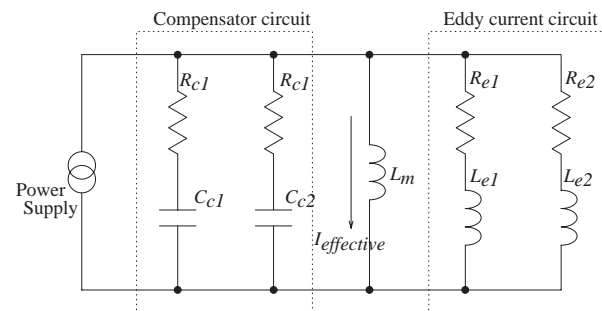 Compensator circuit
Eddy current circuit
Rc1
Rc1
Re1
Re2
Power
Supply
Cc1
Cc2
Lm
Ieffective
Le1
Le2